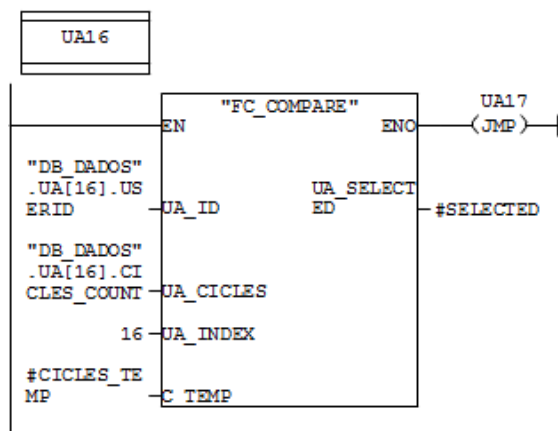 UA16
"FC_COMPARE"
UA17
EN
ENO
(JMP)
"DB_DADOS"
.UA[16].US
ERID
UA_ID
UA_SELECT
ED
#SELECTED
"DB_DADOS"
.UA[16].CI
CLES_COUNT
UA_CICLES
16
UA_INDEX
#CICLES_TE
MP
C_TEMP